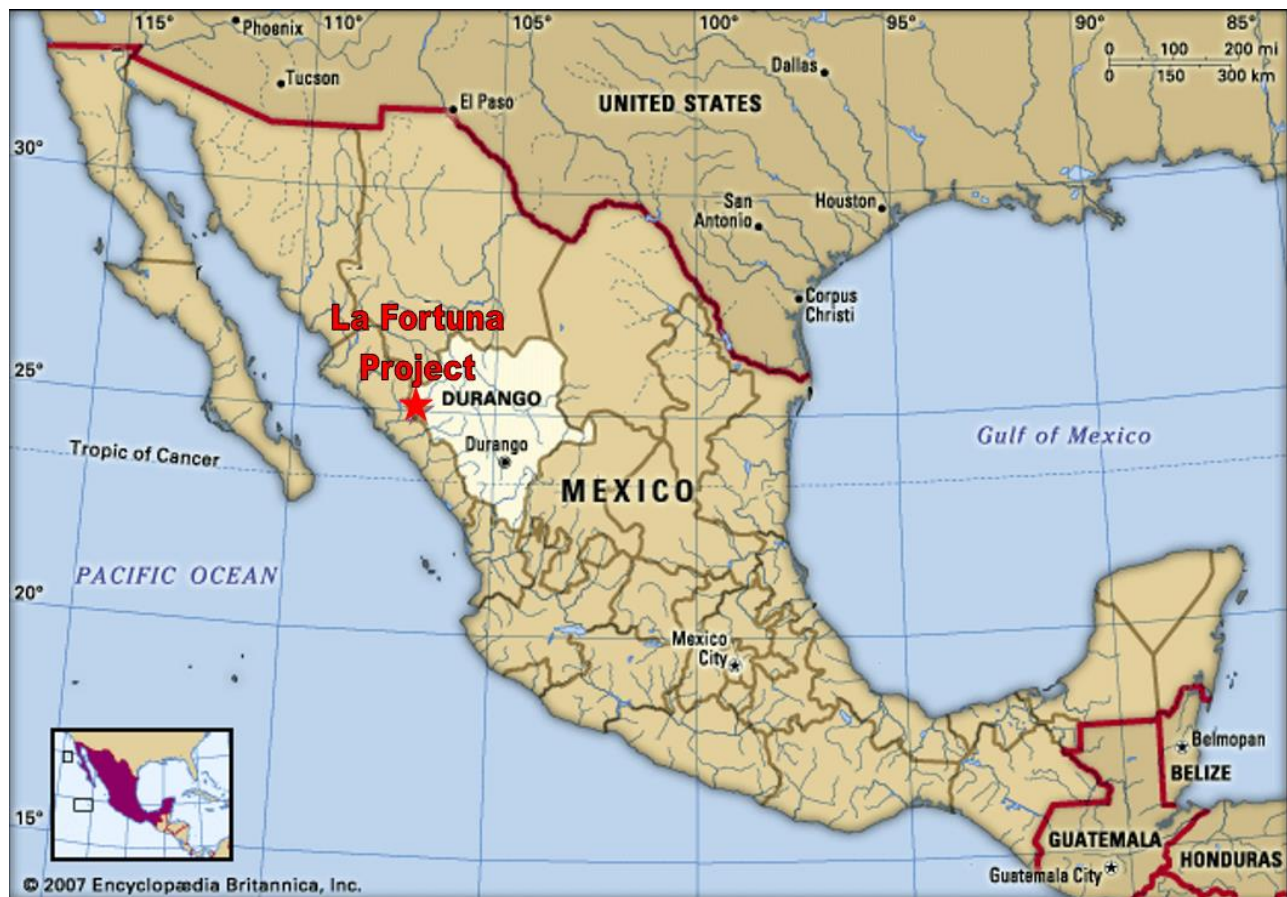 115°
110°
105°
100°
95°
90°
85°
Phoenix
Dallas
0 100 200 mi
0 150 300 km
Tucson
El Paso
UNITED STATES
30°
San
Antonio
Houston
Corpus
Christi
La Fortuna
Project
25°
DURANGO
Durango
Tropic of Cancer
Gulf of Mexico
MEXICO
PACIFIC OCEAN
20°
Mexico
City
Belmopan
BELIZE
15°
GUATEMALA
Guatemala City
HONDURAS
© 2007 Encyclopædia Britannica, Inc.